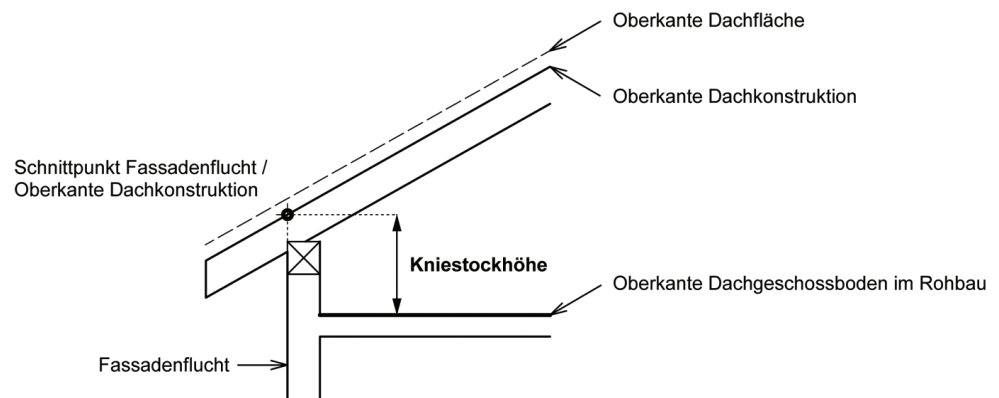 Oberkante Dachfläche
Oberkante Dachkonstruktion
Schnittpunkt Fassadenflucht /
Oberkante Dachkonstruktion
Kniestockhöhe
Oberkante Dachgeschossboden im Rohbau
Fassadenflucht